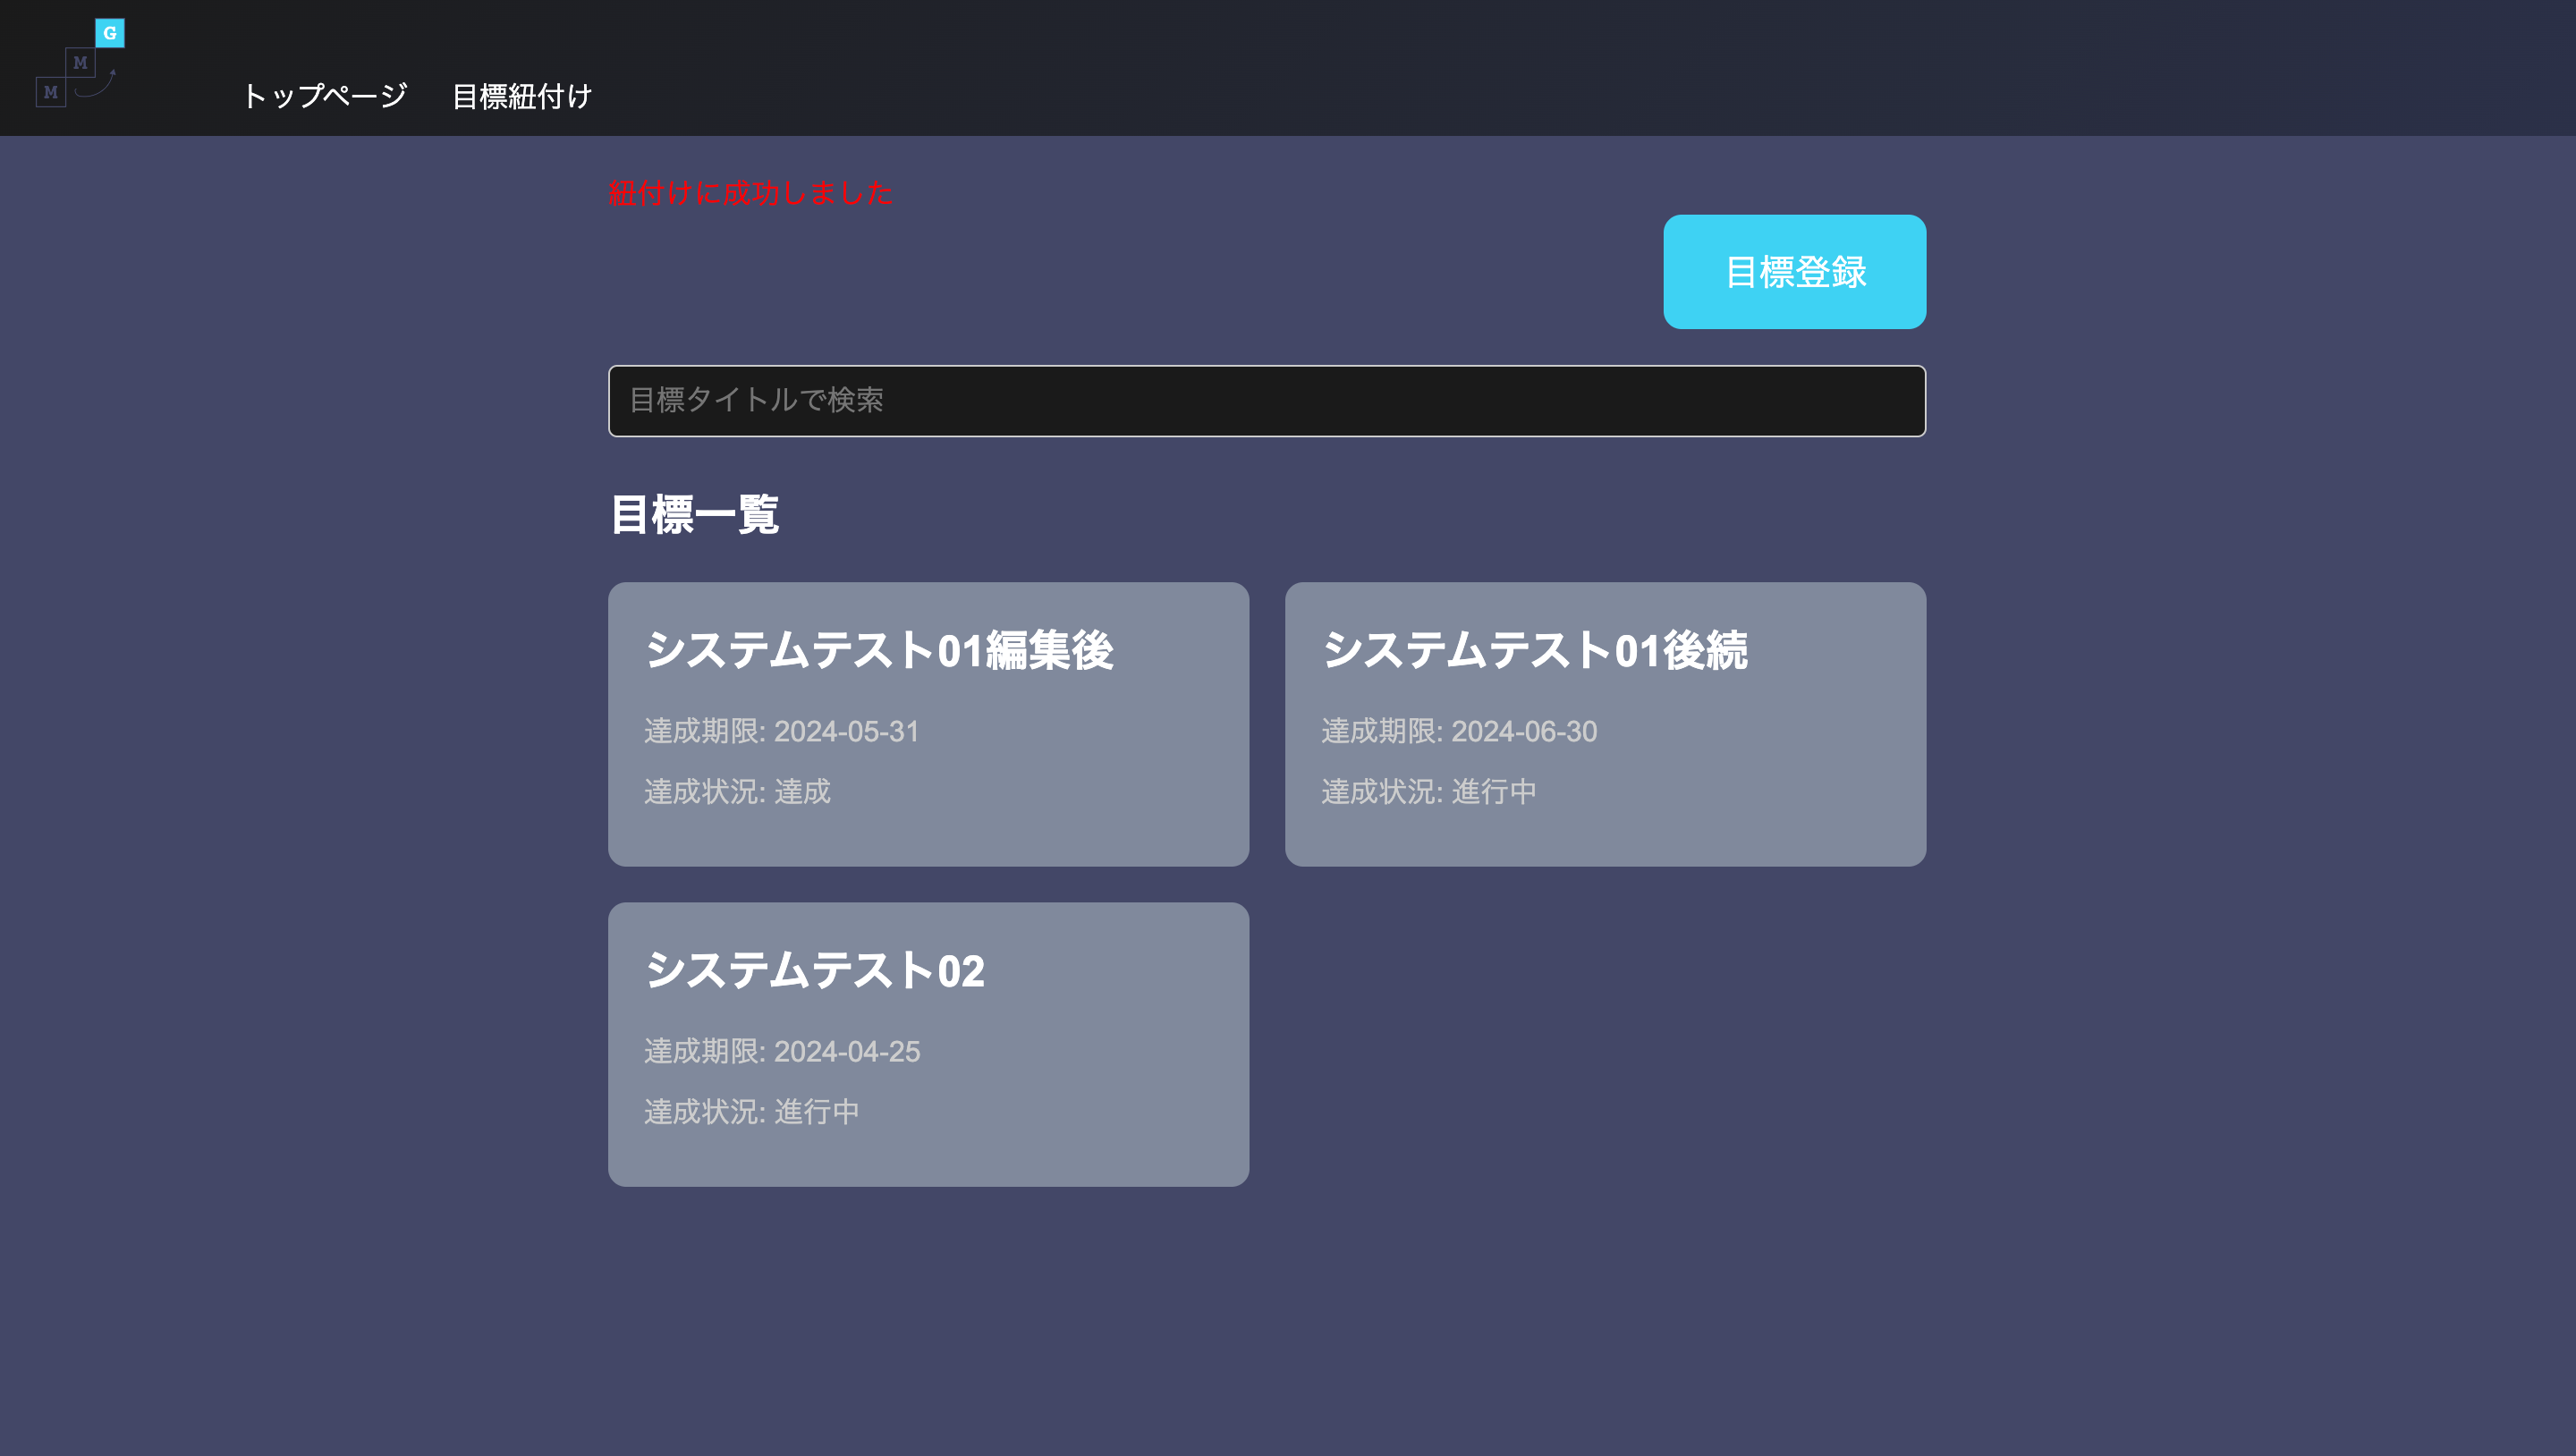 G
M
M
トップページ 目標紐付け
紐付けに成功しました
目標登録
目標タイトルで検索
目標一覧
システムテスト01編集後
達成期限: 2024-05-31
達成状況: 達成
システムテスト01後続
達成期限: 2024-06-30
達成状況: 進行中
システムテスト02
達成期限: 2024-04-25
達成状況: 進行中